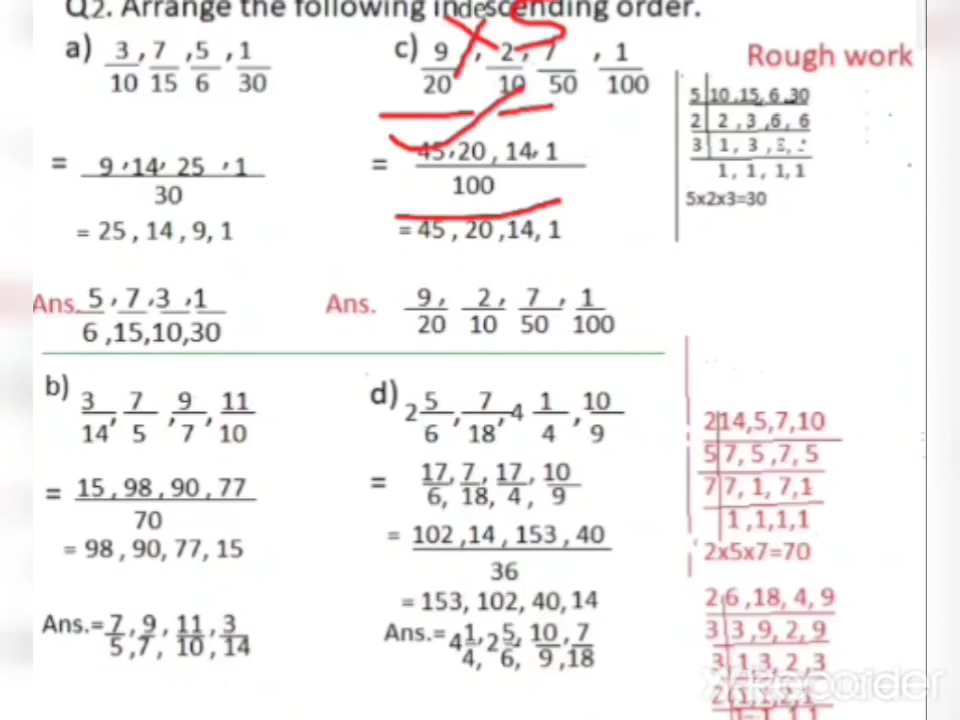 Q2. Arrange the following in descending order.
a) 3/10, 7/15, 5/6, 1/30
= 9, 14, 25, 1 / 30
= 25, 14, 9, 1
Ans. 5, 7, 3, 1 / 6, 15, 10, 30
c) 9/20, 2/10, 7/50, 1/100
= 45, 20, 14, 1 / 100
= 45, 20, 14, 1
Ans. 9/20, 2/10, 7/50, 1/100
x 5
Rough work
5 | 10, 15, 6, 30
2 | 2, 3, 6, 6
3 | 1, 3,
1, 1, 1, 1
5x2x3=30
b) 3/14, 7/5, 9/7, 11/10
= 15, 98, 90, 77 / 70
= 98, 90, 77, 15
Ans.= 7/5, 9/7, 11/10, 3/14
d) 2 5/6, 7/18, 4 1/4, 10/9
= 17/6, 7/18, 17/4, 10/9
= 102, 14, 153, 40 / 36
= 153, 102, 40, 14
Ans.= 4 1/4, 2 5/6, 10/9, 7/18
2 | 14, 5, 7, 10
5 | 7, 5, 7, 5
7 | 7, 1, 7, 1
1, 1, 1, 1
2x5x7=70
2 | 6, 18, 4, 9
3 | 3, 9, 2, 9
3 | 1, 3, 2, 3
2 | 1, 1, 2, 1
XRecorder